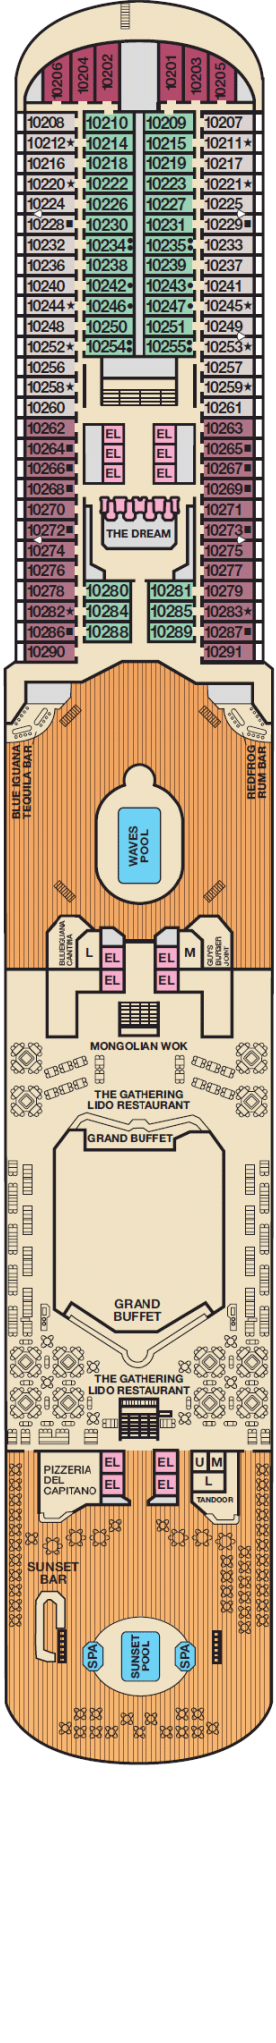 10206 10204 10202 10201 10203 10205
10208 10210 10209 10207
10212★ 10214 10215 10211★
10216 10218 10219 10217
10220★ 10222 10223 10221★
10224 10226 10227 10225
10228■ 10230 10231 10229■
10232 10234 10235 10233
10236 10238 10239 10237
10240 10242● 10243● 10241
10244★ 10246● 10247● 10245★
10248 10250 10251 10249
10252★ 10254 10255 10253★
10256 10257
10258★ 10259★
10260 10261
10262 EL EL 10263
10264■ EL EL 10265■
10266■ EL EL 10267■
10268■ 10269■
10270 10271
10272■ THE DREAM 10273■
10274 10275
10276 10277
10278 10280 10281 10279
10282★ 10284 10285 10283★
10286■ 10288 10289 10287■
10290 10291
BLUE IGUANA
TEQUILA BAR
REDFROG
RUM BAR
WAVES
POOL
BLUEIGUANA
CANTINA
L EL EL M
GUYS
BURGER
JOINT
EL EL
MONGOLIAN WOK
THE GATHERING
LIDO RESTAURANT
GRAND BUFFET
GRAND
BUFFET
THE GATHERING
LIDO RESTAURANT
PIZZERIA
DEL
CAPITANO
EL EL U M
EL EL L
TANDOOR
SUNSET
BAR
SPA
SUNSET
POOL
SPA